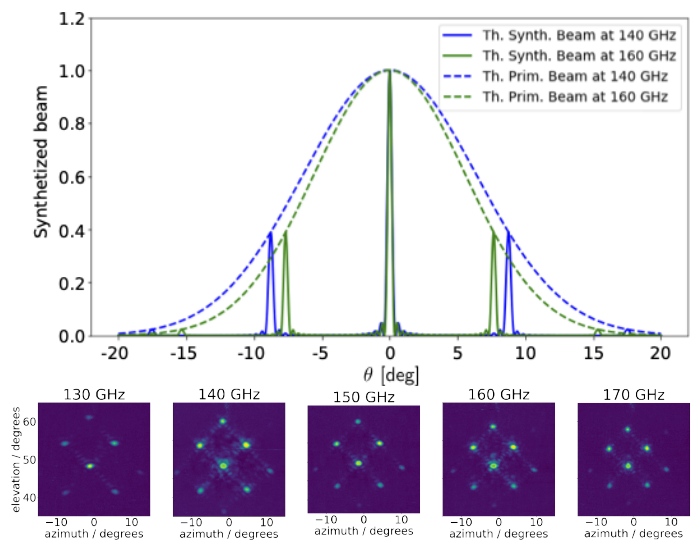 1.2
1.0
0.8
0.6
0.4
0.2
0.0
Synthetized beam
Th. Synth. Beam at 140 GHz
Th. Synth. Beam at 160 GHz
Th. Prim. Beam at 140 GHz
Th. Prim. Beam at 160 GHz
-20 -15 -10 -5 0 5 10 15 20
θ [deg]
130 GHz 140 GHz 150 GHz 160 GHz 170 GHz
60
50
40
elevation / degrees
−10 0 10 −10 0 10 −10 0 10 −10 0 10 −10 0 10
azimuth / degrees azimuth / degrees azimuth / degrees azimuth / degrees azimuth / degrees